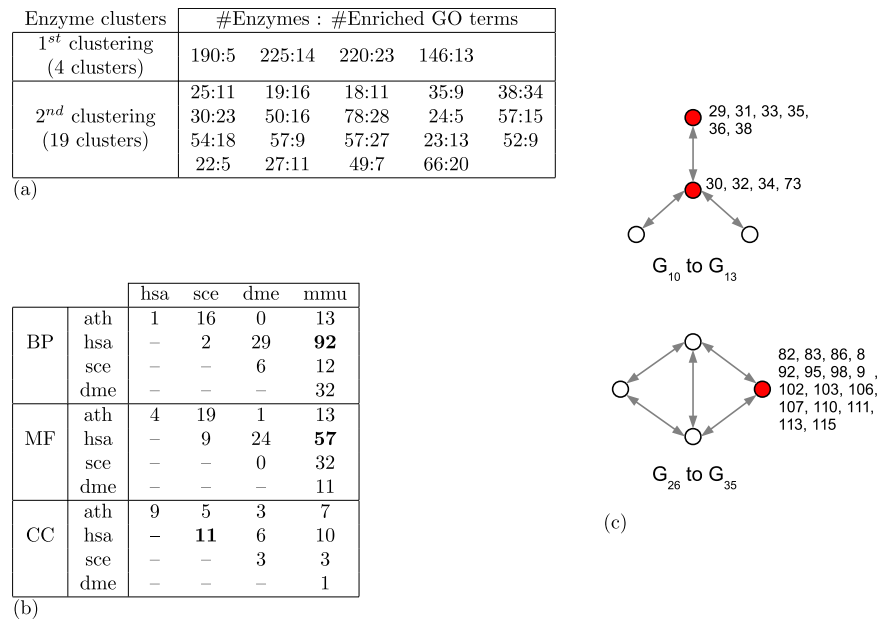 Enzyme clusters #Enzymes : #Enriched GO terms
1st clustering
(4 clusters)
190:5 225:14 220:23 146:13
2nd clustering
(19 clusters)
25:11 19:16 18:11 35:9 38:34
30:23 50:16 78:28 24:5 57:15
54:18 57:9 57:27 23:13 52:9
22:5 27:11 49:7 66:20
(a)
hsa sce dme mmu
BP
ath 1 16 0 13
hsa – 2 29 92
sce – – 6 12
dme – – – 32
MF
ath 4 19 1 13
hsa – 9 24 57
sce – – 0 32
dme – – – 11
CC
ath 9 5 3 7
hsa – 11 6 10
sce – – 3 3
dme – – – 1
(b)
29, 31, 33, 35,
36, 38
30, 32, 34, 73
G10 to G13
82, 83, 86, 8
92, 95, 98, 9 ,
102, 103, 106,
107, 110, 111,
113, 115
G26 to G35
(c)